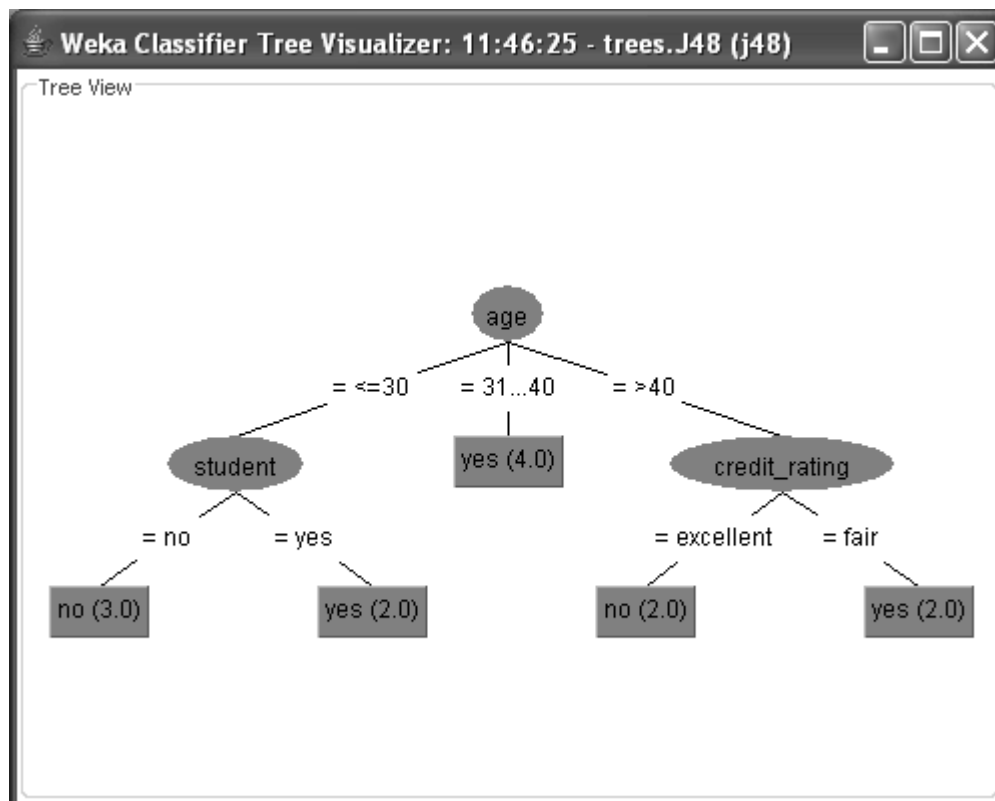 Weka Classifier Tree Visualizer: 11:46:25 - trees.J48 (j48)
Tree View
age
= <=30
= 31...40
= >40
student
yes (4.0)
credit_rating
= no
= yes
= excellent
= fair
no (3.0)
yes (2.0)
no (2.0)
yes (2.0)